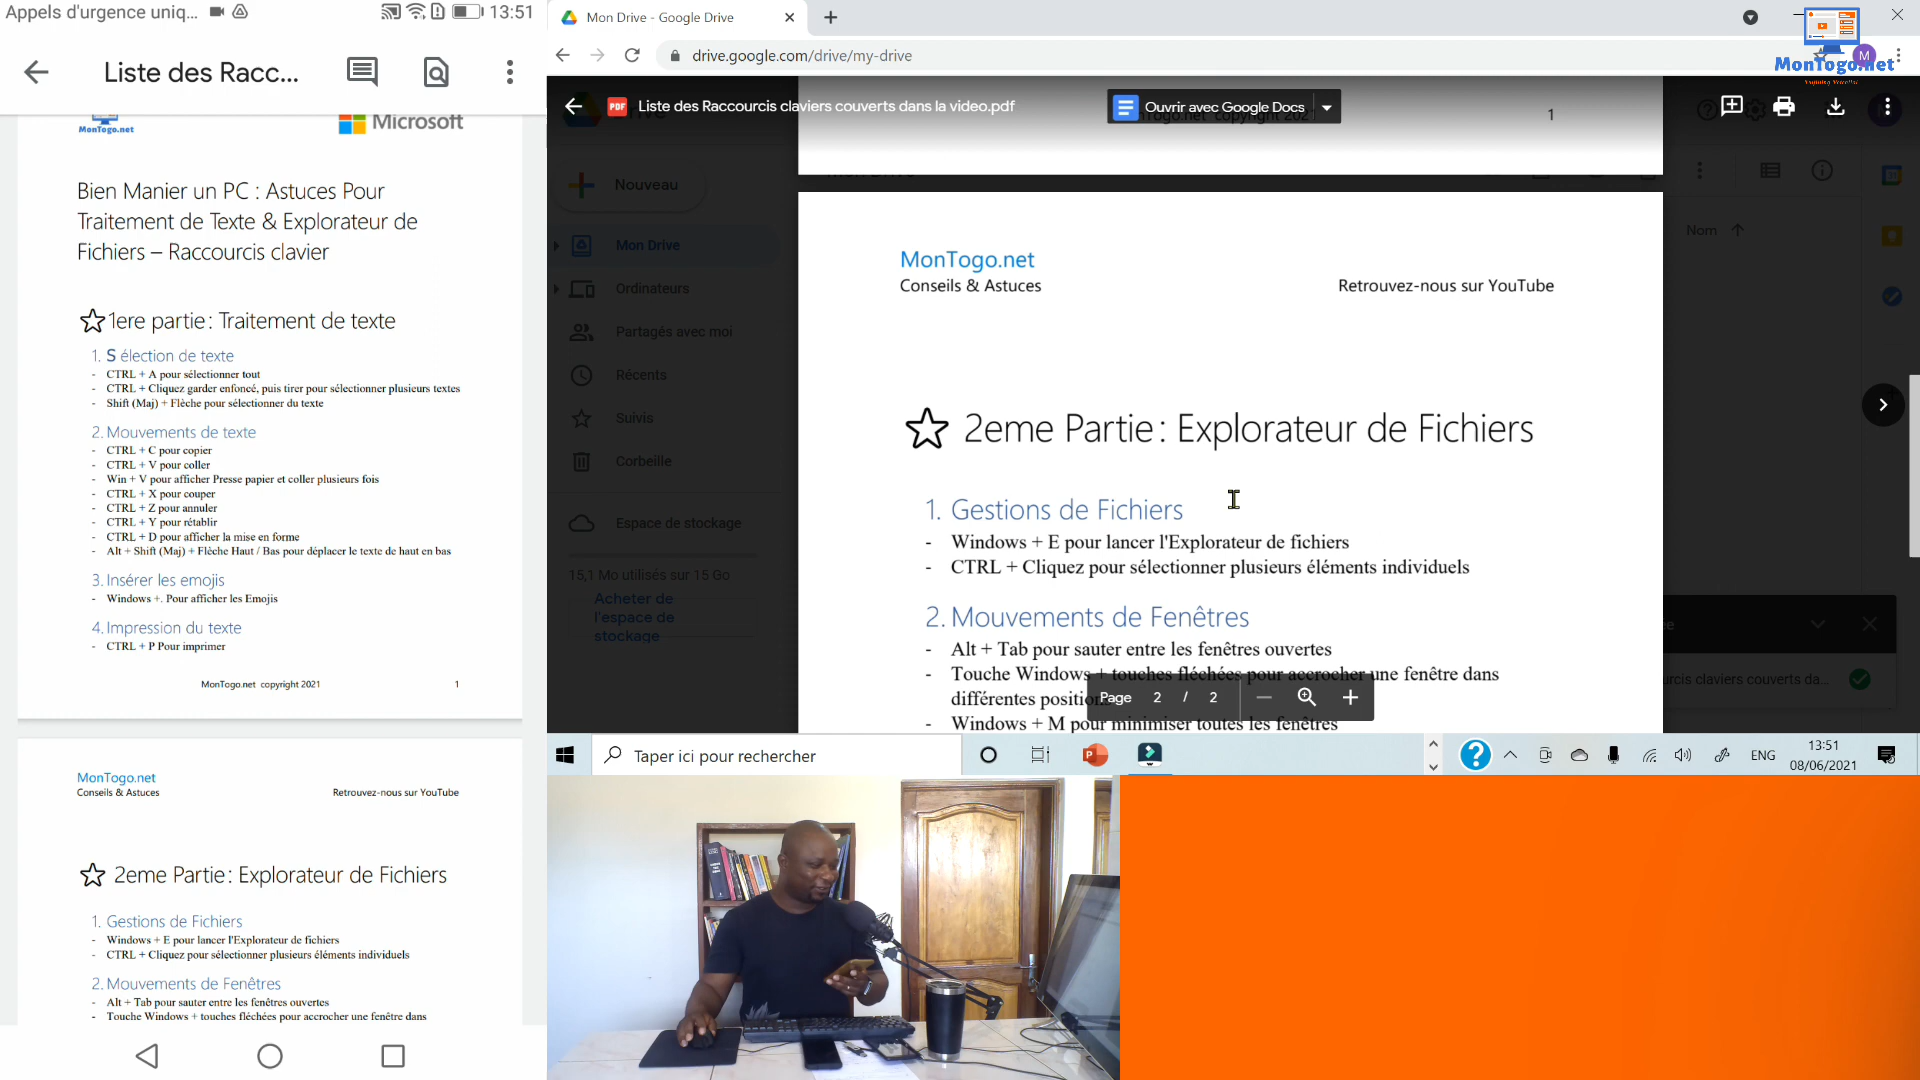 Appels d'urgence uniq...
13:51
Liste des Racc...
MonTogo.net
Microsoft
Bien Manier un PC : Astuces Pour
Traitement de Texte & Explorateur de
Fichiers – Raccourcis clavier
1ere partie : Traitement de texte
1. S élection de texte
- CTRL + A pour sélectionner tout
- CTRL + Cliquez garder enfoncé, puis tirer pour sélectionner plusieurs textes
- Shift (Maj) + Flèche pour sélectionner du texte
2. Mouvements de texte
- CTRL + C pour copier
- CTRL + V pour coller
- Win + V pour afficher Presse papier et coller plusieurs fois
- CTRL + X pour couper
- CTRL + Z pour annuler
- CTRL + Y pour rétablir
- CTRL + D pour afficher la mise en forme
- Alt + Shift (Maj) + Flèche Haut / Bas pour déplacer le texte de haut en bas
3. Insérer les emojis
- Windows +. Pour afficher les Emojis
4. Impression du texte
- CTRL + P Pour imprimer
MonTogo.net copyright 2021 1
MonTogo.net
Conseils & Astuces
Retrouvez-nous sur YouTube
2eme Partie : Explorateur de Fichiers
1. Gestions de Fichiers
- Windows + E pour lancer l'Explorateur de fichiers
- CTRL + Cliquez pour sélectionner plusieurs éléments individuels
2. Mouvements de Fenêtres
- Alt + Tab pour sauter entre les fenêtres ouvertes
- Touche Windows + touches fléchées pour accrocher une fenêtre dans
Mon Drive - Google Drive
drive.google.com/drive/my-drive
M
MonTogo.net
PDF
Liste des Raccourcis claviers couverts dans la video.pdf
Ouvrir avec Google Docs
1
Nouveau
Mon Drive
Ordinateurs
Partagés avec moi
Récents
Suivis
Corbeille
Espace de stockage
15,1 Mo utilisés sur 15 Go
Acheter de
l'espace de
stockage
Nom
MonTogo.net
Conseils & Astuces
Retrouvez-nous sur YouTube
2eme Partie : Explorateur de Fichiers
1. Gestions de Fichiers
- Windows + E pour lancer l'Explorateur de fichiers
- CTRL + Cliquez pour sélectionner plusieurs éléments individuels
2. Mouvements de Fenêtres
- Alt + Tab pour sauter entre les fenêtres ouvertes
- Touche Windows + touches fléchées pour accrocher une fenêtre dans
différentes position
- Windows + M pour minimiser toutes les fenêtres
Page 2 / 2
rcis claviers couverts da...
Taper ici pour rechercher
ENG
13:51
08/06/2021